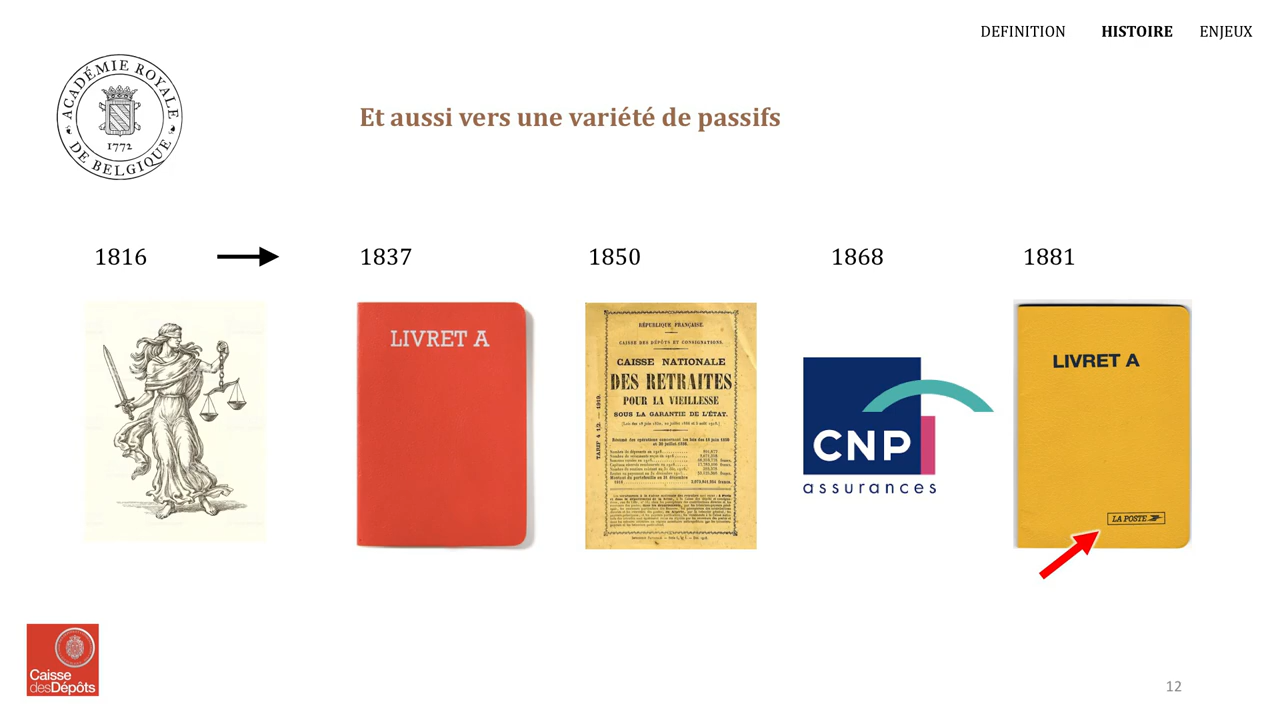 DEFINITION HISTOIRE ENJEUX
ACADÉMIE ROYALE
DE BELGIQUE
1772
Et aussi vers une variété de passifs
1816 1837 1850 1868 1881
LIVRET A
RÉPUBLIQUE FRANÇAISE.
CAISSE DES DÉPÔTS ET CONSIGNATIONS.
CAISSE NATIONALE
DES RETRAITES
POUR LA VIEILLESSE
SOUS LA GARANTIE DE L'ÉTAT.
CNP
assurances
LIVRET A
LA POSTE
Caisse
desDépôts
12